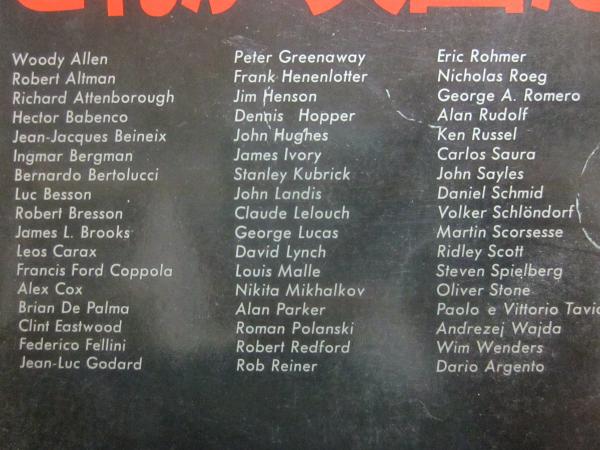 Woody Allen
Robert Altman
Richard Attenborough
Hector Babenco
Jean-Jacques Beineix
Ingmar Bergman
Bernardo Bertolucci
Luc Besson
Robert Bresson
James L. Brooks
Leos Carax
Francis Ford Coppola
Alex Cox
Brian De Palma
Clint Eastwood
Federico Fellini
Jean-Luc Godard
Peter Greenaway
Frank Henenlotter
Jim Henson
Dennis Hopper
John Hughes
James Ivory
Stanley Kubrick
John Landis
Claude Lelouch
George Lucas
David Lynch
Louis Malle
Nikita Mikhalkov
Alan Parker
Roman Polanski
Robert Redford
Rob Reiner
Eric Rohmer
Nicholas Roeg
George A. Romero
Alan Rudolf
Ken Russel
Carlos Saura
John Sayles
Daniel Schmid
Volker Schlöndorf
Martin Scorsesse
Ridley Scott
Steven Spielberg
Oliver Stone
Paolo e Vittorio Tavia
Andrezej Wajda
Wim Wenders
Dario Argento